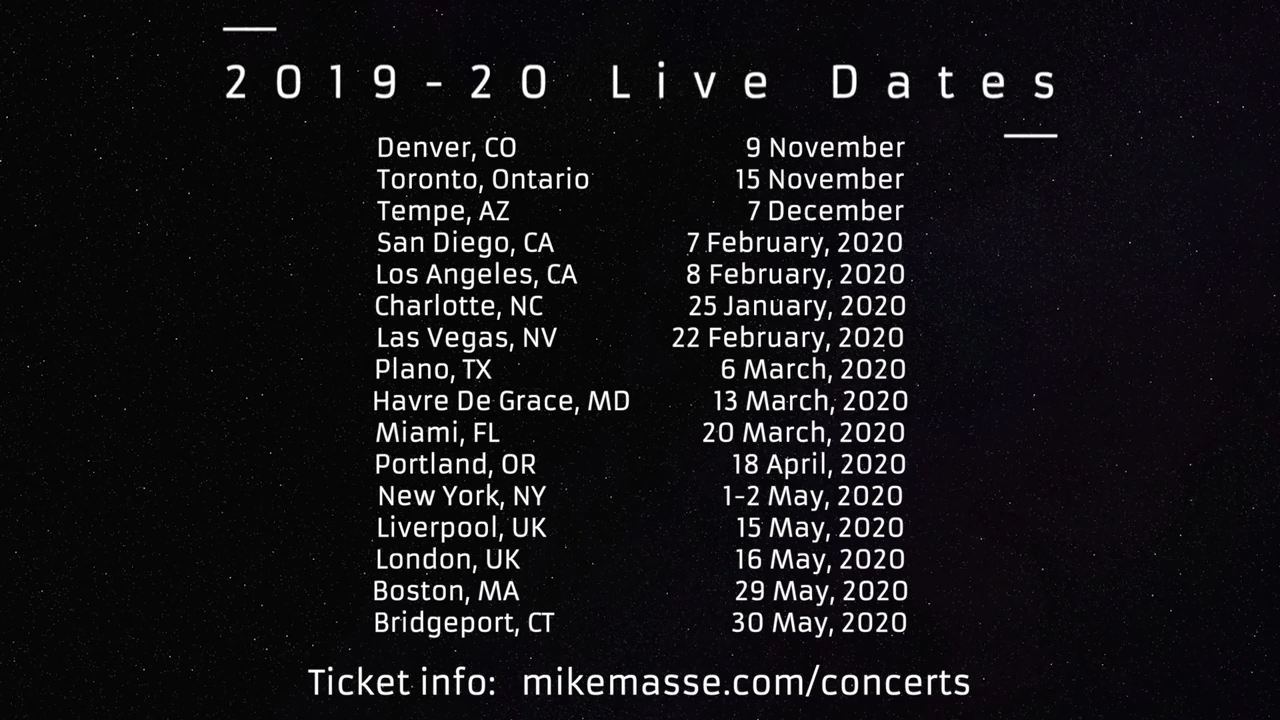 2019-20 Live Dates
Denver, CO 9 November
Toronto, Ontario 15 November
Tempe, AZ 7 December
San Diego, CA 7 February, 2020
Los Angeles, CA 8 February, 2020
Charlotte, NC 25 January, 2020
Las Vegas, NV 22 February, 2020
Plano, TX 6 March, 2020
Havre De Grace, MD 13 March, 2020
Miami, FL 20 March, 2020
Portland, OR 18 April, 2020
New York, NY 1-2 May, 2020
Liverpool, UK 15 May, 2020
London, UK 16 May, 2020
Boston, MA 29 May, 2020
Bridgeport, CT 30 May, 2020
Ticket info: mikemasse.com/concerts